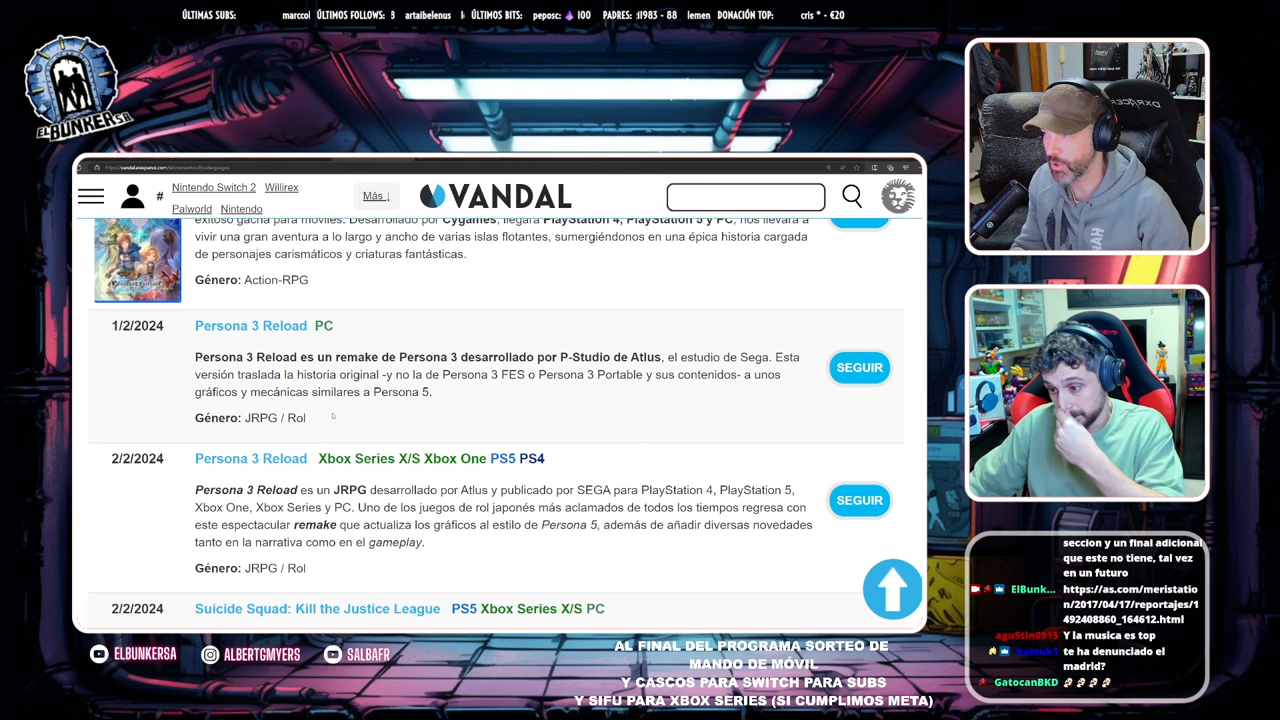 ÚLTIMAS SUBS: marccol ÚLTIMOS FOLLOWS: artaibelenus ÚLTIMOS BITS: peposc: 100 PADRES: - 88 lemen DONACIÓN TOP: cris * - €20
ELBUNKERSA
Nintendo Switch 2 Willirex
# Más ↓ VANDAL
Palworld Nintendo
exitoso gacha para móviles. Desarrollado por Cygames, llegará PlayStation 4, PlayStation 5 y PC, nos llevará a
vivir una gran aventura a lo largo y ancho de varias islas flotantes, sumergiéndonos en una épica historia cargada
de personajes carismáticos y criaturas fantásticas.
Género: Action-RPG
1/2/2024 Persona 3 Reload PC
Persona 3 Reload es un remake de Persona 3 desarrollado por P-Studio de Atlus, el estudio de Sega. Esta
versión traslada la historia original -y no la de Persona 3 FES o Persona 3 Portable y sus contenidos- a unos
gráficos y mecánicas similares a Persona 5.
SEGUIR
Género: JRPG / Rol
2/2/2024 Persona 3 Reload Xbox Series X/S Xbox One PS5 PS4
Persona 3 Reload es un JRPG desarrollado por Atlus y publicado por SEGA para PlayStation 4, PlayStation 5,
Xbox One, Xbox Series y PC. Uno de los juegos de rol japonés más aclamados de todos los tiempos regresa con
este espectacular remake que actualiza los gráficos al estilo de Persona 5, además de añadir diversas novedades
tanto en la narrativa como en el gameplay.
SEGUIR
Género: JRPG / Rol
2/2/2024 Suicide Squad: Kill the Justice League PS5 Xbox Series X/S PC
DXRACER
seccion y un final adicional
que este no tiene, tal vez
en un futuro
ElBunk... https://as.com/meristatio
n/2017/04/17/reportajes/1
492408860_164612.html
agu5tin0915 Y la musica es top
te ha denunciado el
madrid?
GatocanBKD
ELBUNKERSA ALBERTGMYERS SALBAFR
AL FINAL DEL PROGRAMA SORTEO DE
MANDO DE MÓVIL
Y CASCOS PARA SWITCH PARA SUBS
Y SIFU PARA XBOX SERIES (SI CUMPLIMOS META)